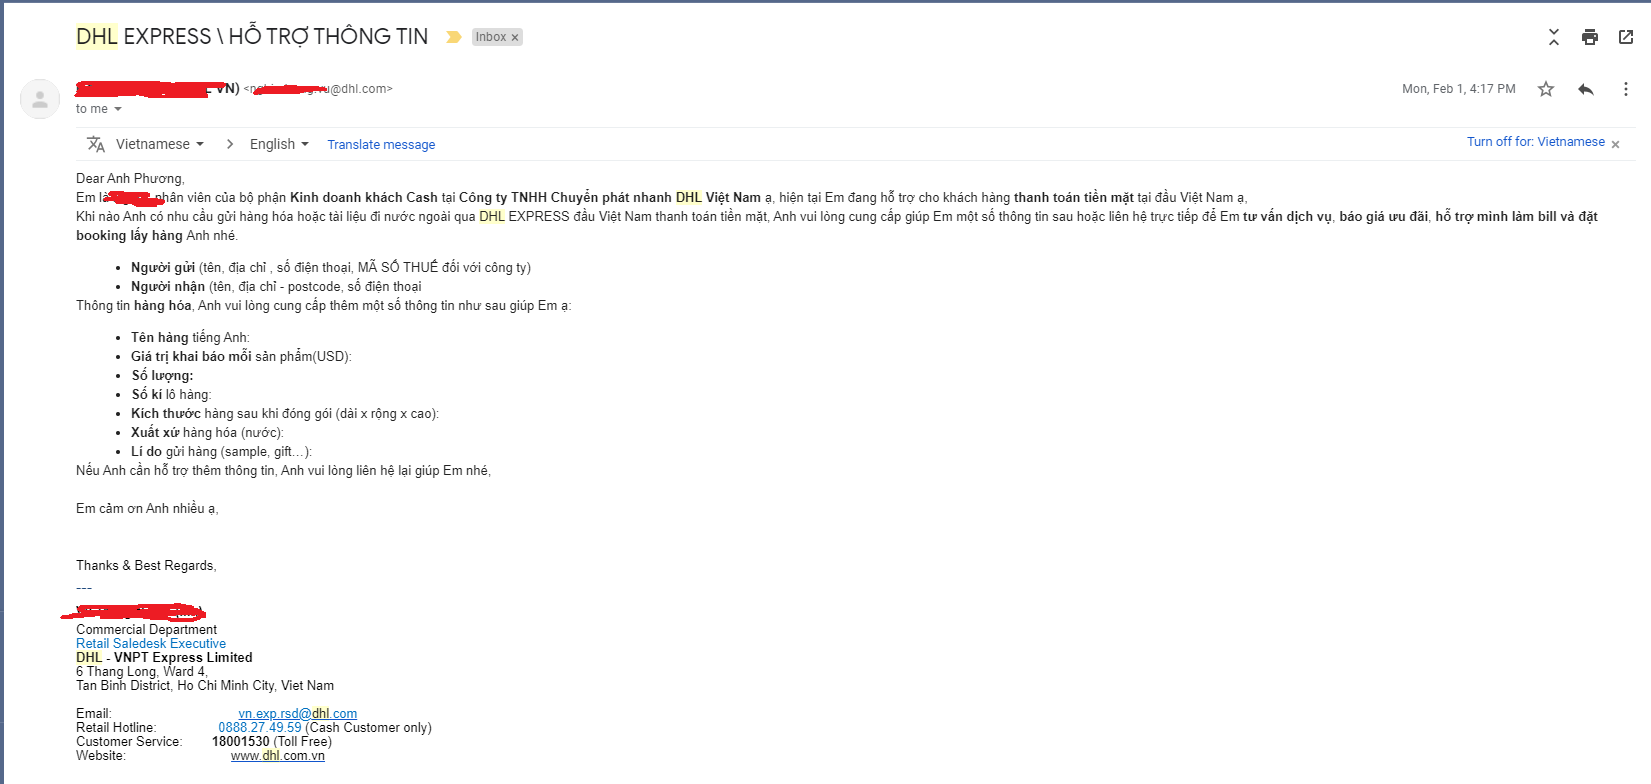 DHL EXPRESS \ HỖ TRỢ THÔNG TIN Inbox ×
VN) @dhl.com> Mon, Feb 1, 4:17 PM
to me
Vietnamese > English Translate message Turn off for: Vietnamese ×
Dear Anh Phương,
Em là nhân viên của bộ phận Kinh doanh khách Cash tại Công ty TNHH Chuyển phát nhanh DHL Việt Nam ạ, hiện tại Em đang hỗ trợ cho khách hàng thanh toán tiền mặt tại đầu Việt Nam ạ,
Khi nào Anh có nhu cầu gửi hàng hóa hoặc tài liệu đi nước ngoài qua DHL EXPRESS đầu Việt Nam thanh toán tiền mặt, Anh vui lòng cung cấp giúp Em một số thông tin sau hoặc liên hệ trực tiếp để Em tư vấn dịch vụ, báo giá ưu đãi, hỗ trợ mình làm bill và đặt
booking lấy hàng Anh nhé.
• Người gửi (tên, địa chỉ , số điện thoại, MÃ SỐ THUẾ đối với công ty)
• Người nhận (tên, địa chỉ - postcode, số điện thoại
Thông tin hàng hóa, Anh vui lòng cung cấp thêm một số thông tin như sau giúp Em ạ:
• Tên hàng tiếng Anh:
• Giá trị khai báo mỗi sản phẩm(USD):
• Số lượng:
• Số kí lô hàng:
• Kích thước hàng sau khi đóng gói (dài x rộng x cao):
• Xuất xứ hàng hóa (nước):
• Lí do gửi hàng (sample, gift...):
Nếu Anh cần hỗ trợ thêm thông tin, Anh vui lòng liên hệ lại giúp Em nhé,
Em cảm ơn Anh nhiều ạ,
Thanks & Best Regards,
---
Commercial Department
Retail Saledesk Executive
DHL - VNPT Express Limited
6 Thang Long, Ward 4,
Tan Binh District, Ho Chi Minh City, Viet Nam
Email: vn.exp.rsd@dhl.com
Retail Hotline: 0888.27.49.59 (Cash Customer only)
Customer Service: 18001530 (Toll Free)
Website: www.dhl.com.vn